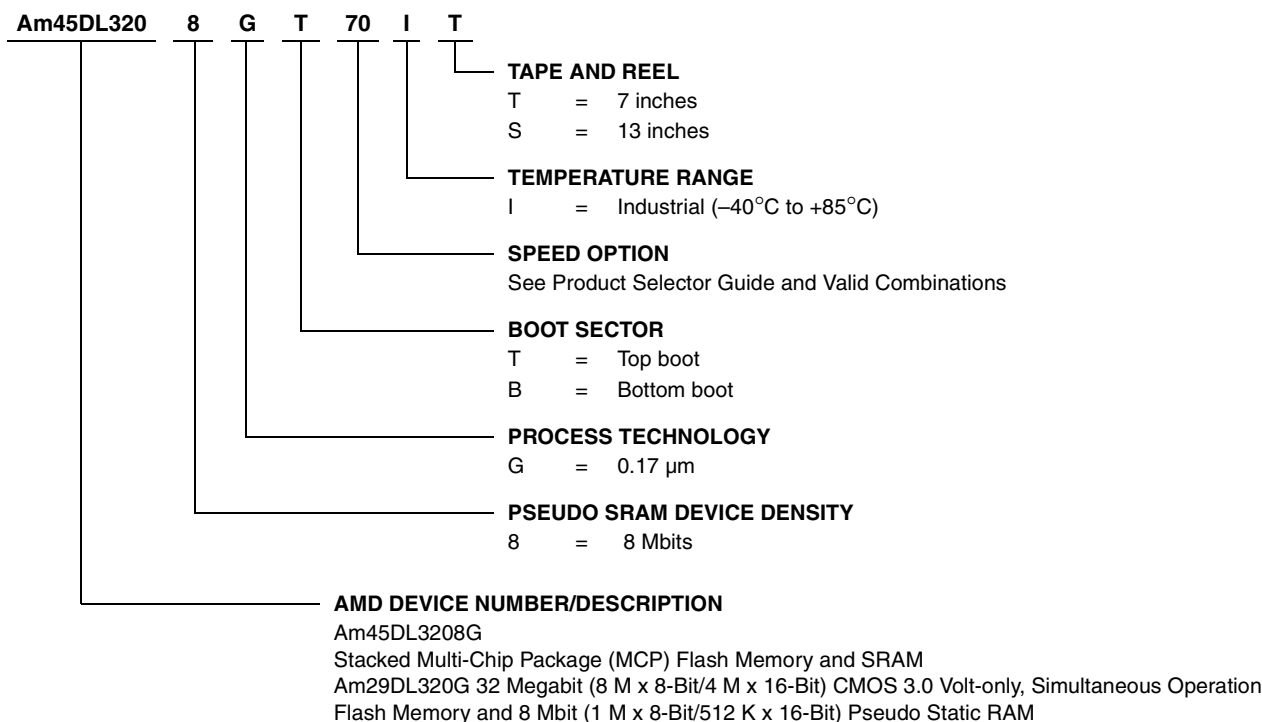 Am45DL320 8 G T 70 I T
TAPE AND REEL
T = 7 inches
S = 13 inches
TEMPERATURE RANGE
I = Industrial (–40°C to +85°C)
SPEED OPTION
See Product Selector Guide and Valid Combinations
BOOT SECTOR
T = Top boot
B = Bottom boot
PROCESS TECHNOLOGY
G = 0.17 µm
PSEUDO SRAM DEVICE DENSITY
8 = 8 Mbits
AMD DEVICE NUMBER/DESCRIPTION
Am45DL3208G
Stacked Multi-Chip Package (MCP) Flash Memory and SRAM
Am29DL320G 32 Megabit (8 M x 8-Bit/4 M x 16-Bit) CMOS 3.0 Volt-only, Simultaneous Operation
Flash Memory and 8 Mbit (1 M x 8-Bit/512 K x 16-Bit) Pseudo Static RAM